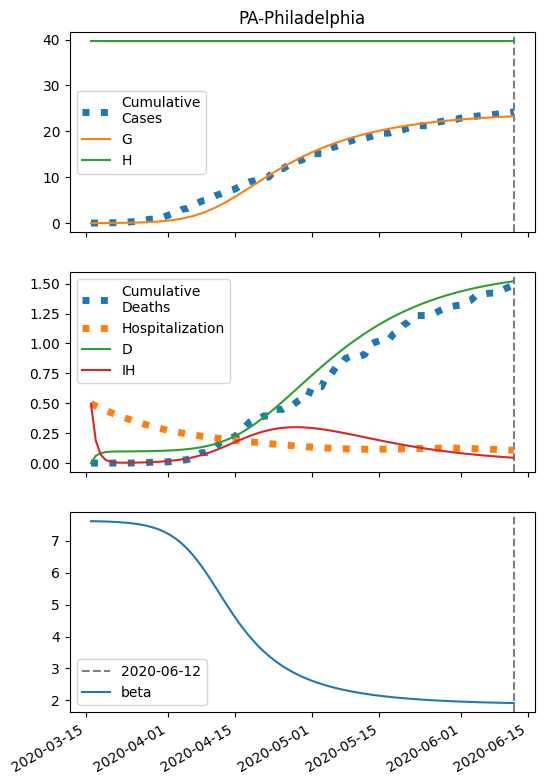 PA-Philadelphia
40
30
20
10
0
Cumulative
Cases
G
H
1.50
1.25
1.00
0.75
0.50
0.25
0.00
Cumulative
Deaths
Hospitalization
D
IH
7
6
5
4
3
2
2020-06-12
beta
2020-03-15
2020-04-01
2020-04-15
2020-05-01
2020-05-15
2020-06-01
2020-06-15